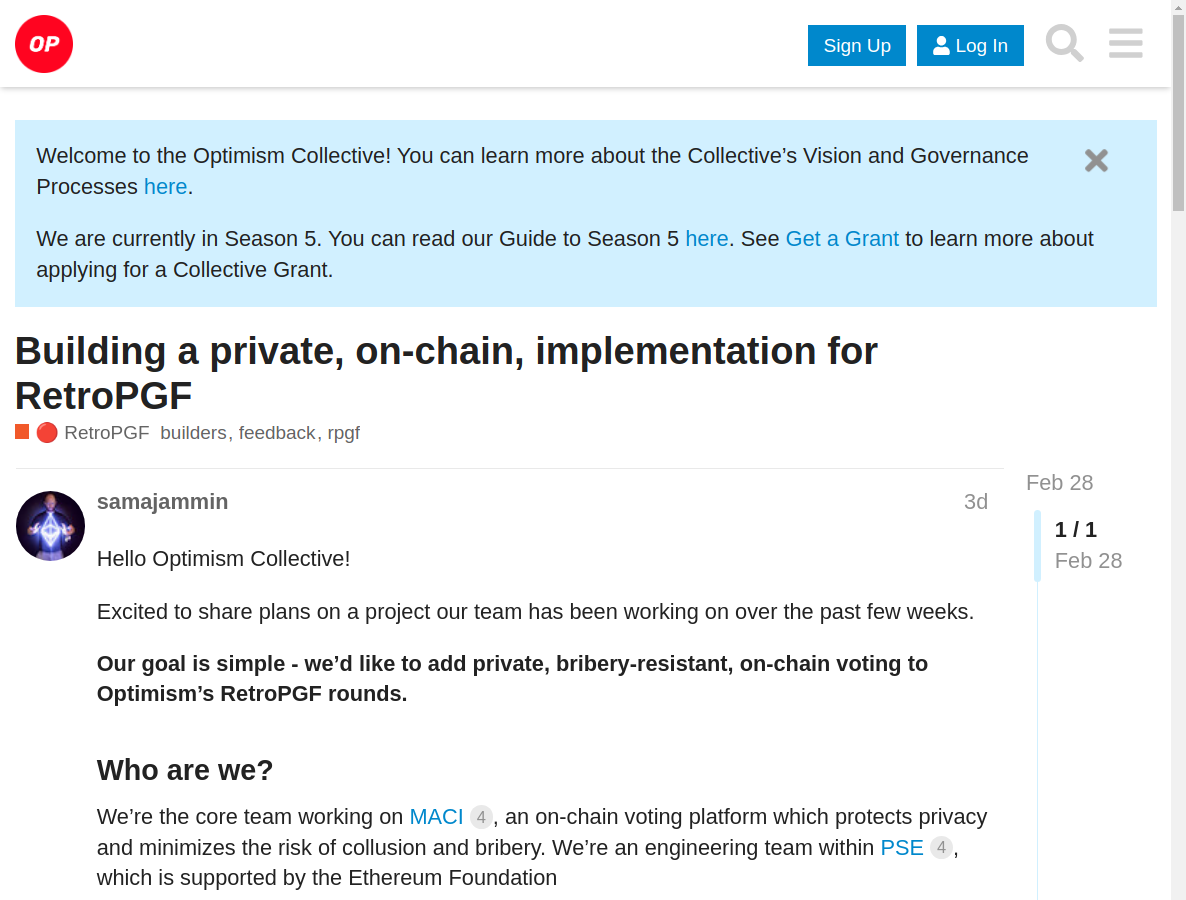 OP
Sign Up
Log In
Welcome to the Optimism Collective! You can learn more about the Collective’s Vision and Governance
Processes here.
We are currently in Season 5. You can read our Guide to Season 5 here. See Get a Grant to learn more about
applying for a Collective Grant.
Building a private, on-chain, implementation for
RetroPGF
RetroPGF builders, feedback, rpgf
samajammin
3d
Hello Optimism Collective!
Excited to share plans on a project our team has been working on over the past few weeks.
Our goal is simple - we’d like to add private, bribery-resistant, on-chain voting to
Optimism’s RetroPGF rounds.
Who are we?
We’re the core team working on MACI 4, an on-chain voting platform which protects privacy
and minimizes the risk of collusion and bribery. We’re an engineering team within PSE 4,
which is supported by the Ethereum Foundation
Feb 28
1 / 1
Feb 28